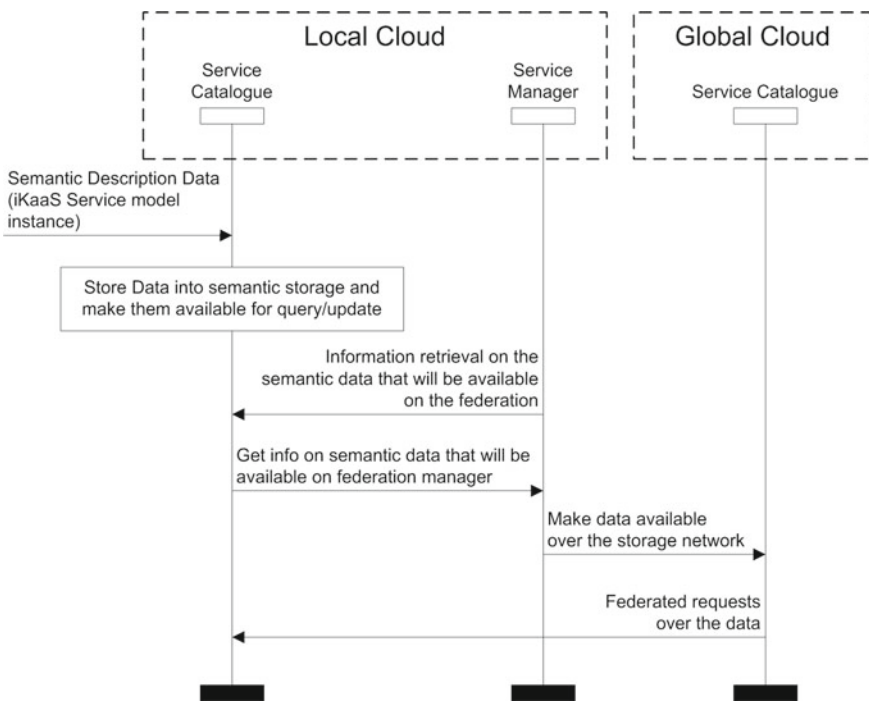 Local Cloud
Global Cloud
Service
Catalogue
Service
Manager
Service Catalogue
Semantic Description Data
(iKaaS Service model
instance)
Store Data into semantic storage and
make them available for query/update
Information retrieval on the
semantic data that will be available
on the federation
Get info on semantic data that will be
available on federation manager
Make data available
over the storage network
Federated requests
over the data